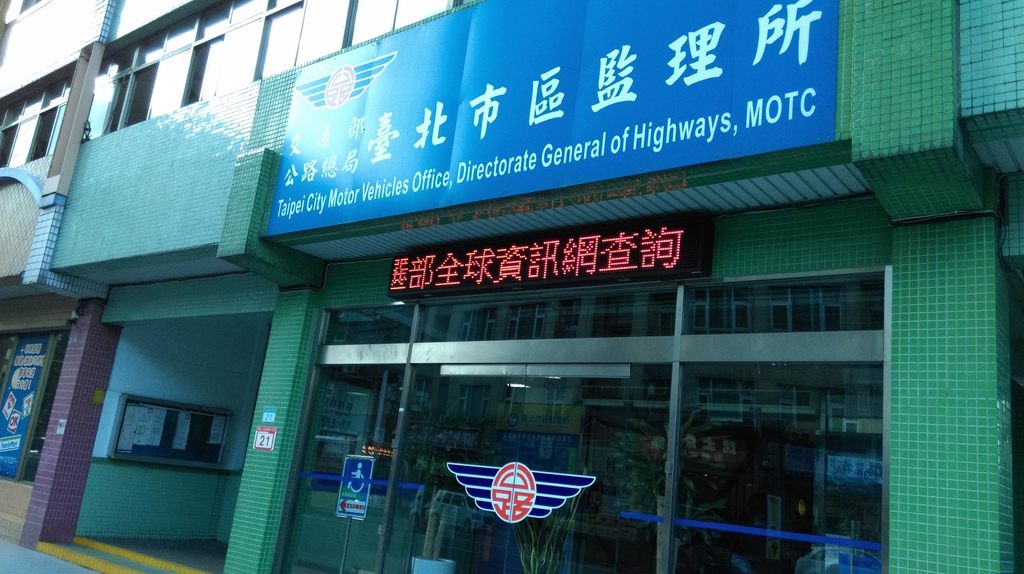 交通部
公路總局
臺北市區監理所
Taipei City Motor Vehicles Office, Directorate General of Highways, MOTC
部全球資訊網查詢
21
路